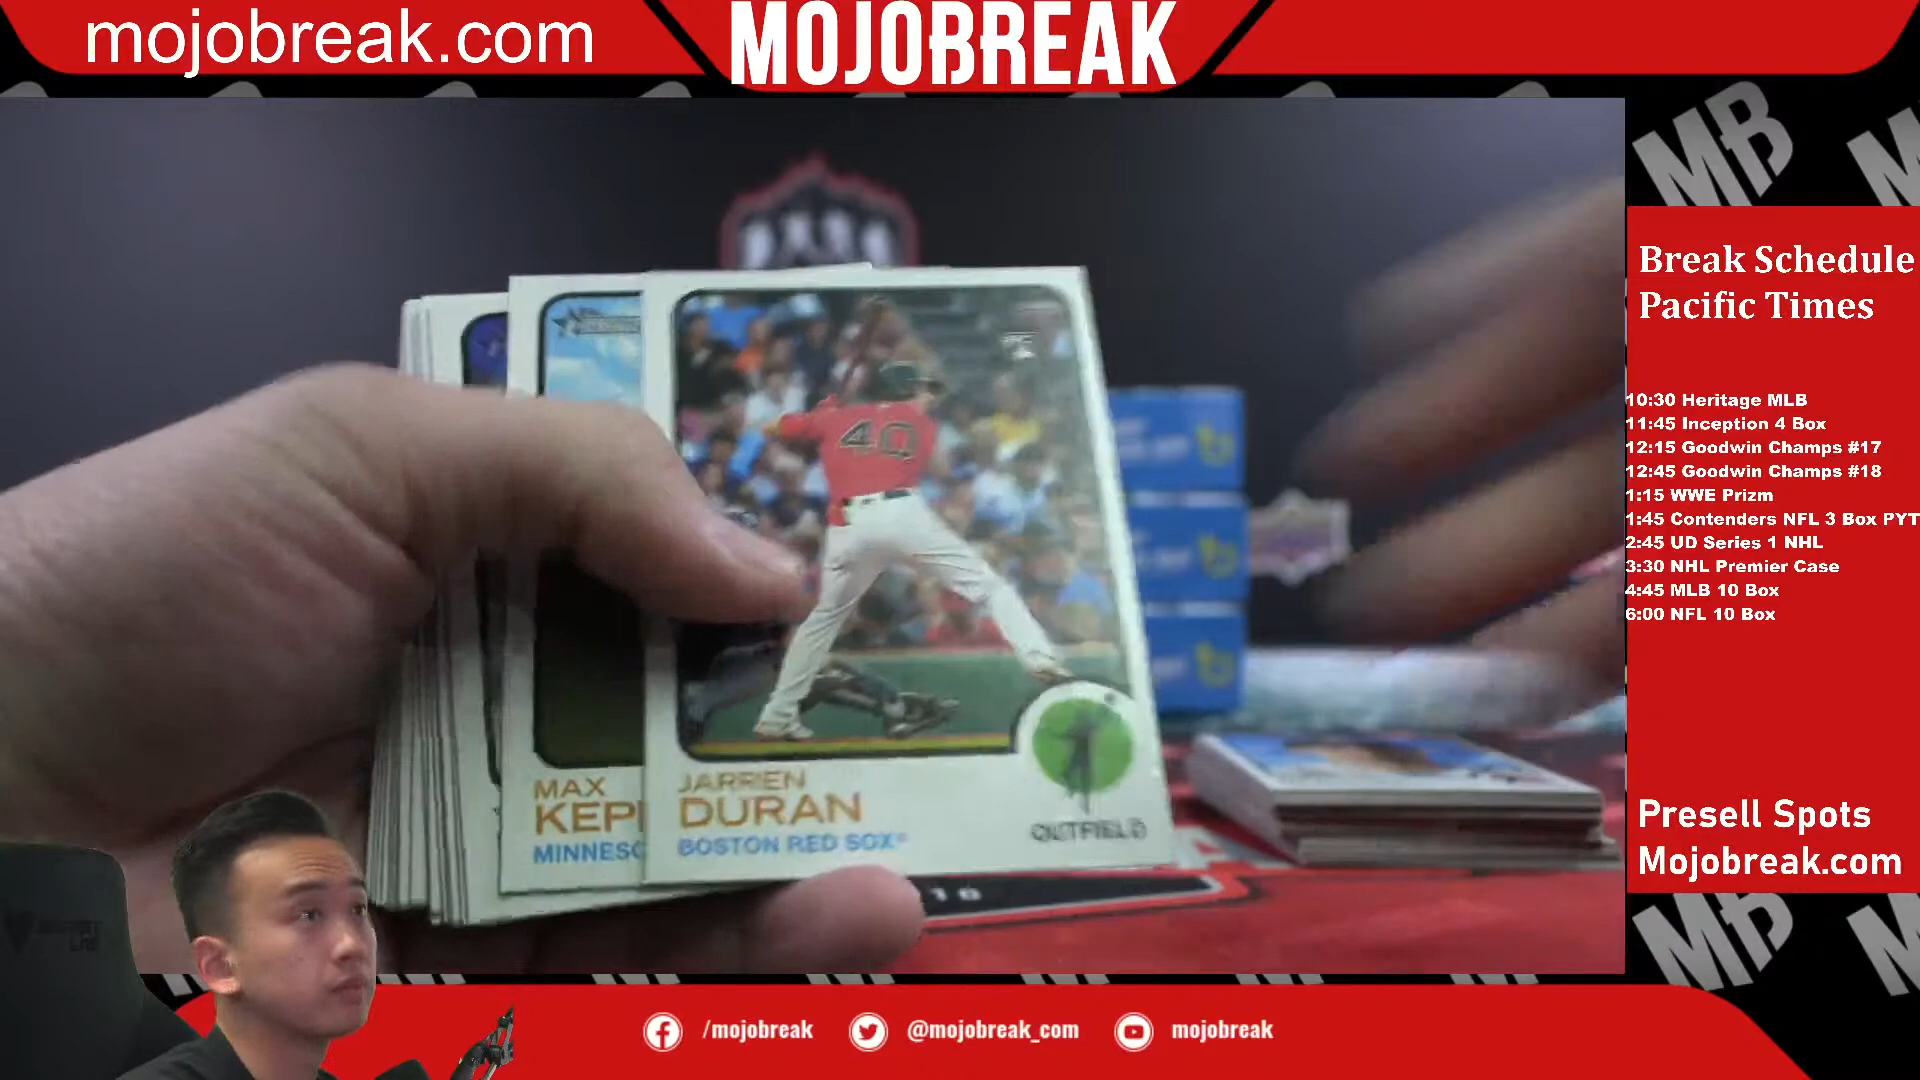 mojobreak.com
MOJOBREAK
MB
Break Schedule
Pacific Times
10:30 Heritage MLB
11:45 Inception 4 Box
12:15 Goodwin Champs #17
12:45 Goodwin Champs #18
1:15 WWE Prizm
1:45 Contenders NFL 3 Box PYT
2:45 UD Series 1 NHL
3:30 NHL Premier Case
4:45 MLB 10 Box
6:00 NFL 10 Box
40
MAX
KEP
MINNESO
JARREN
DURAN
BOSTON RED SOX
OUTFIELD
Presell Spots
Mojobreak.com
MB
/mojobreak
@mojobreak_com
mojobreak